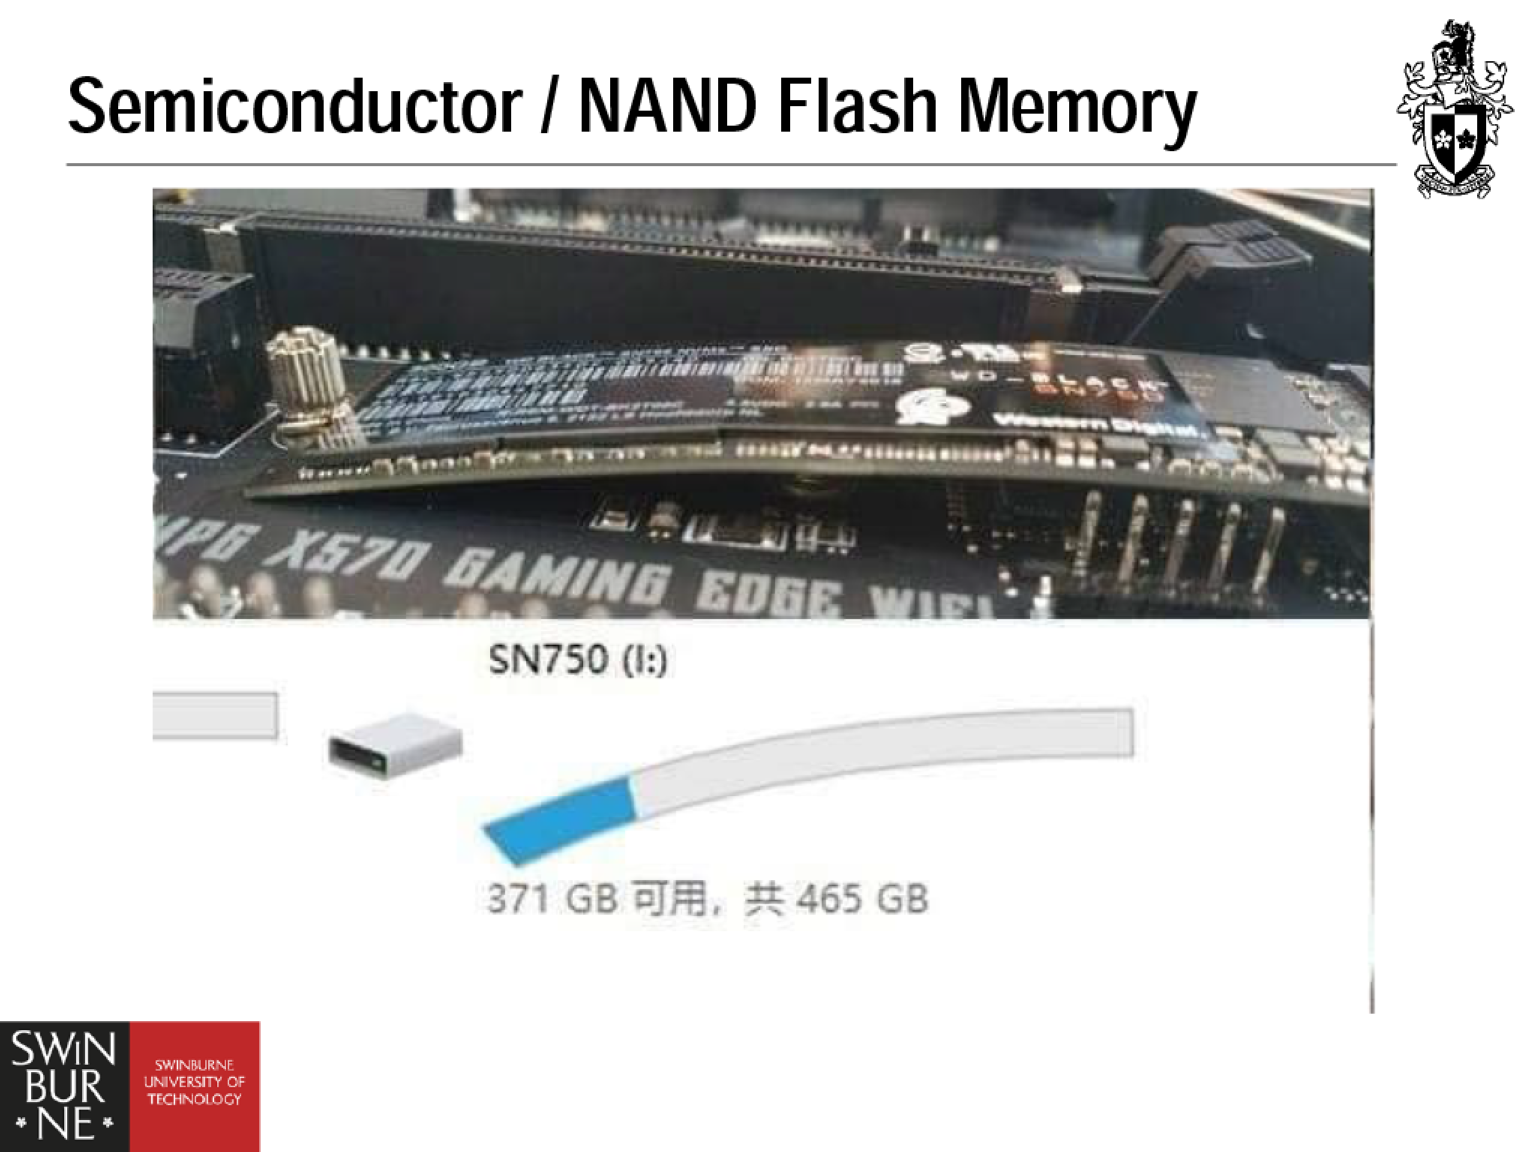 Semiconductor / NAND Flash Memory
WD_BLACK
SN750
Western Digital.
MPG X570 GAMING EDGE WIFI
SN750 (I:)
371 GB 可用, 共 465 GB
SWIN
BUR
NE
SWINBURNE
UNIVERSITY OF
TECHNOLOGY